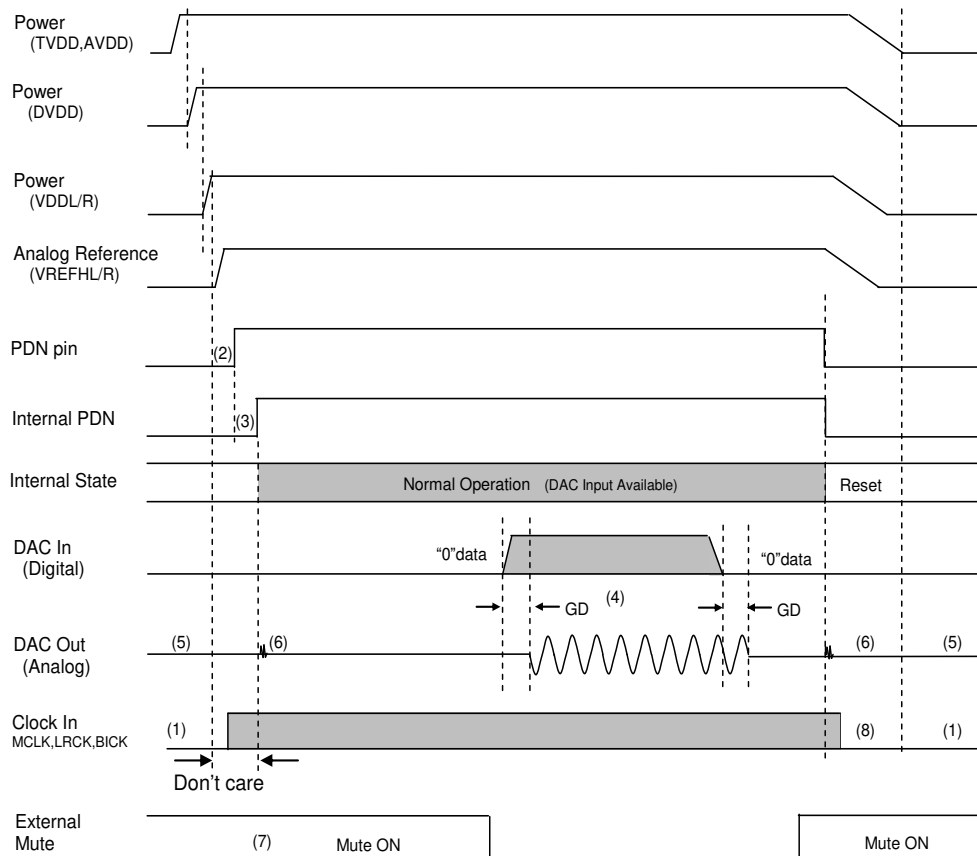 Power
(TVDD,AVDD)
Power
(DVDD)
Power
(VDDL/R)
Analog Reference
(VREFHL/R)
PDN pin
(2)
Internal PDN
(3)
Internal State
Normal Operation (DAC Input Available)
Reset
DAC In
(Digital)
“0”data
“0”data
GD
(4)
GD
DAC Out
(Analog)
(5)
(6)
(6)
(5)
Clock In
MCLK,LRCK,BICK
(1)
(8)
(1)
Don’t care
External
Mute
(7)
Mute ON
Mute ON